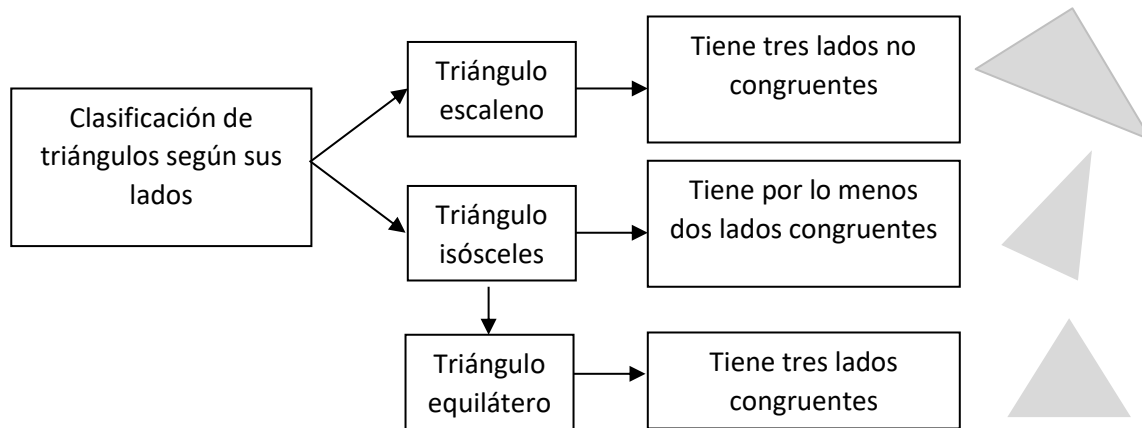 Clasificación de
triángulos según sus
lados
Triángulo
escaleno
Tiene tres lados no
congruentes
Triángulo
isósceles
Tiene por lo menos
dos lados congruentes
Triángulo
equilátero
Tiene tres lados
congruentes